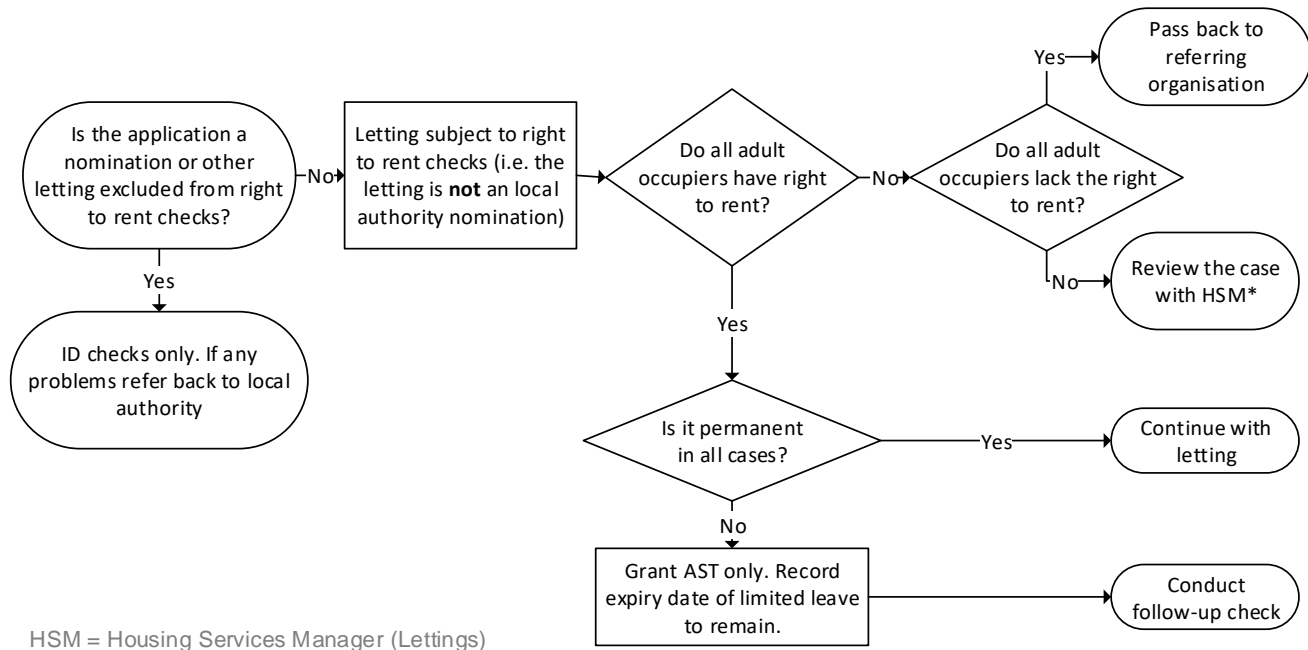 Is the application a
nomination or other
letting excluded from right
to rent checks?
No
Letting subject to right
to rent checks (i.e. the
letting is not an local
authority nomination)
Do all adult
occupiers have right
to rent?
No
Do all adult
occupiers lack the right
to rent?
Yes
Pass back to
referring
organisation
No
Review the case
with HSM*
Yes
ID checks only. If any
problems refer back to local
authority
Yes
Is it permanent
in all cases?
Yes
Continue with
letting
No
Grant AST only. Record
expiry date of limited leave
to remain.
Conduct
follow-up check
HSM = Housing Services Manager (Lettings)